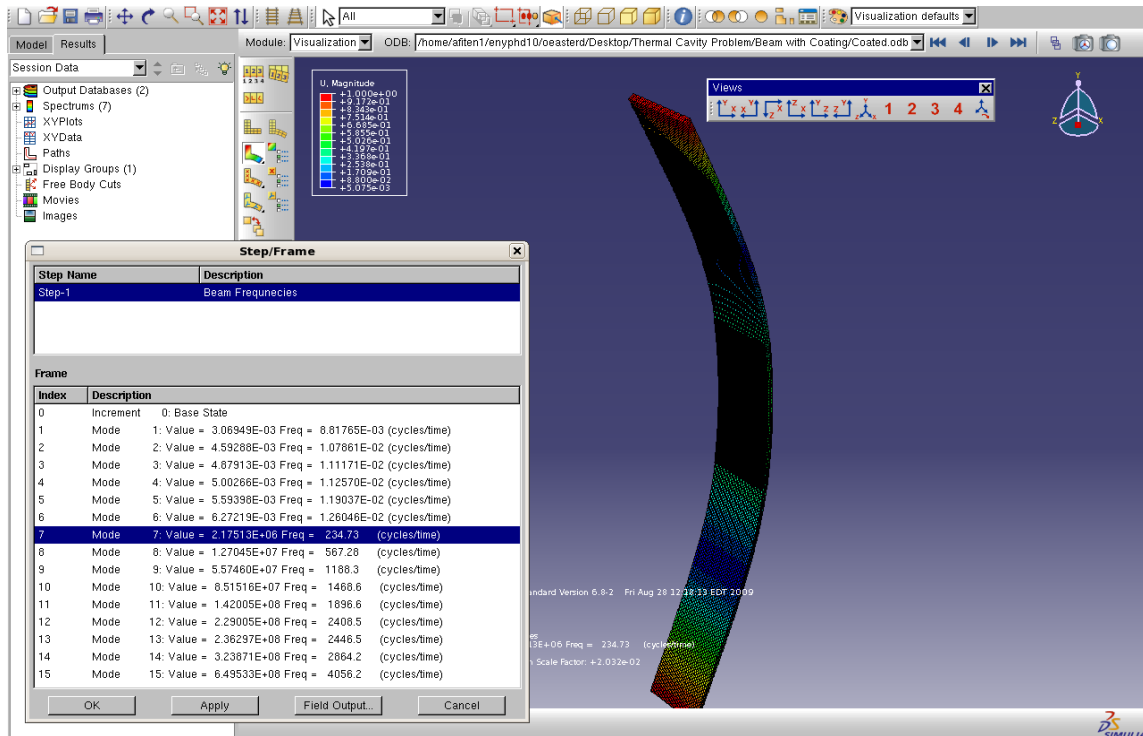 All
Visualization defaults
Model Results
Module: Visualization ODB: /home/afiten1/enyphd10/oeasterd/Desktop/Thermal Cavity Problem/Beam with Coating/Coated.odb
Session Data
Output Databases (2)
Spectrums (7)
XYPlots
XYData
Paths
Display Groups (1)
Free Body Cuts
Movies
Images
U, Magnitude
+1.000e+00
+9.172e-01
+8.343e-01
+7.514e-01
+6.685e-01
+5.855e-01
+5.026e-01
+4.197e-01
+3.368e-01
+2.538e-01
+1.709e-01
+8.800e-02
+5.075e-03
Views
1 2 3 4
Y
Z X
Step/Frame
Step Name Description
Step-1 Beam Frequnecies
Frame
Index Description
0 Increment 0: Base State
1 Mode 1: Value = 3.06949E-03 Freq = 8.81765E-03 (cycles/time)
2 Mode 2: Value = 4.59288E-03 Freq = 1.07861E-02 (cycles/time)
3 Mode 3: Value = 4.87913E-03 Freq = 1.11171E-02 (cycles/time)
4 Mode 4: Value = 5.00266E-03 Freq = 1.12570E-02 (cycles/time)
5 Mode 5: Value = 5.59398E-03 Freq = 1.19037E-02 (cycles/time)
6 Mode 6: Value = 6.27219E-03 Freq = 1.26046E-02 (cycles/time)
7 Mode 7: Value = 2.17513E+06 Freq = 234.73 (cycles/time)
8 Mode 8: Value = 1.27045E+07 Freq = 567.28 (cycles/time)
9 Mode 9: Value = 5.57460E+07 Freq = 1188.3 (cycles/time)
10 Mode 10: Value = 8.51516E+07 Freq = 1468.6 (cycles/time)
11 Mode 11: Value = 1.42005E+08 Freq = 1896.6 (cycles/time)
12 Mode 12: Value = 2.29005E+08 Freq = 2408.5 (cycles/time)
13 Mode 13: Value = 2.36297E+08 Freq = 2446.5 (cycles/time)
14 Mode 14: Value = 3.23871E+08 Freq = 2864.2 (cycles/time)
15 Mode 15: Value = 6.49533E+08 Freq = 4056.2 (cycles/time)
OK Apply Field Output... Cancel
ndard Version 6.8-2 Fri Aug 28 12:18:13 EDT 2009
es
13E+06 Freq = 234.73 (cycles/time)
n Scale Factor: +2.032e-02
SIMULIA